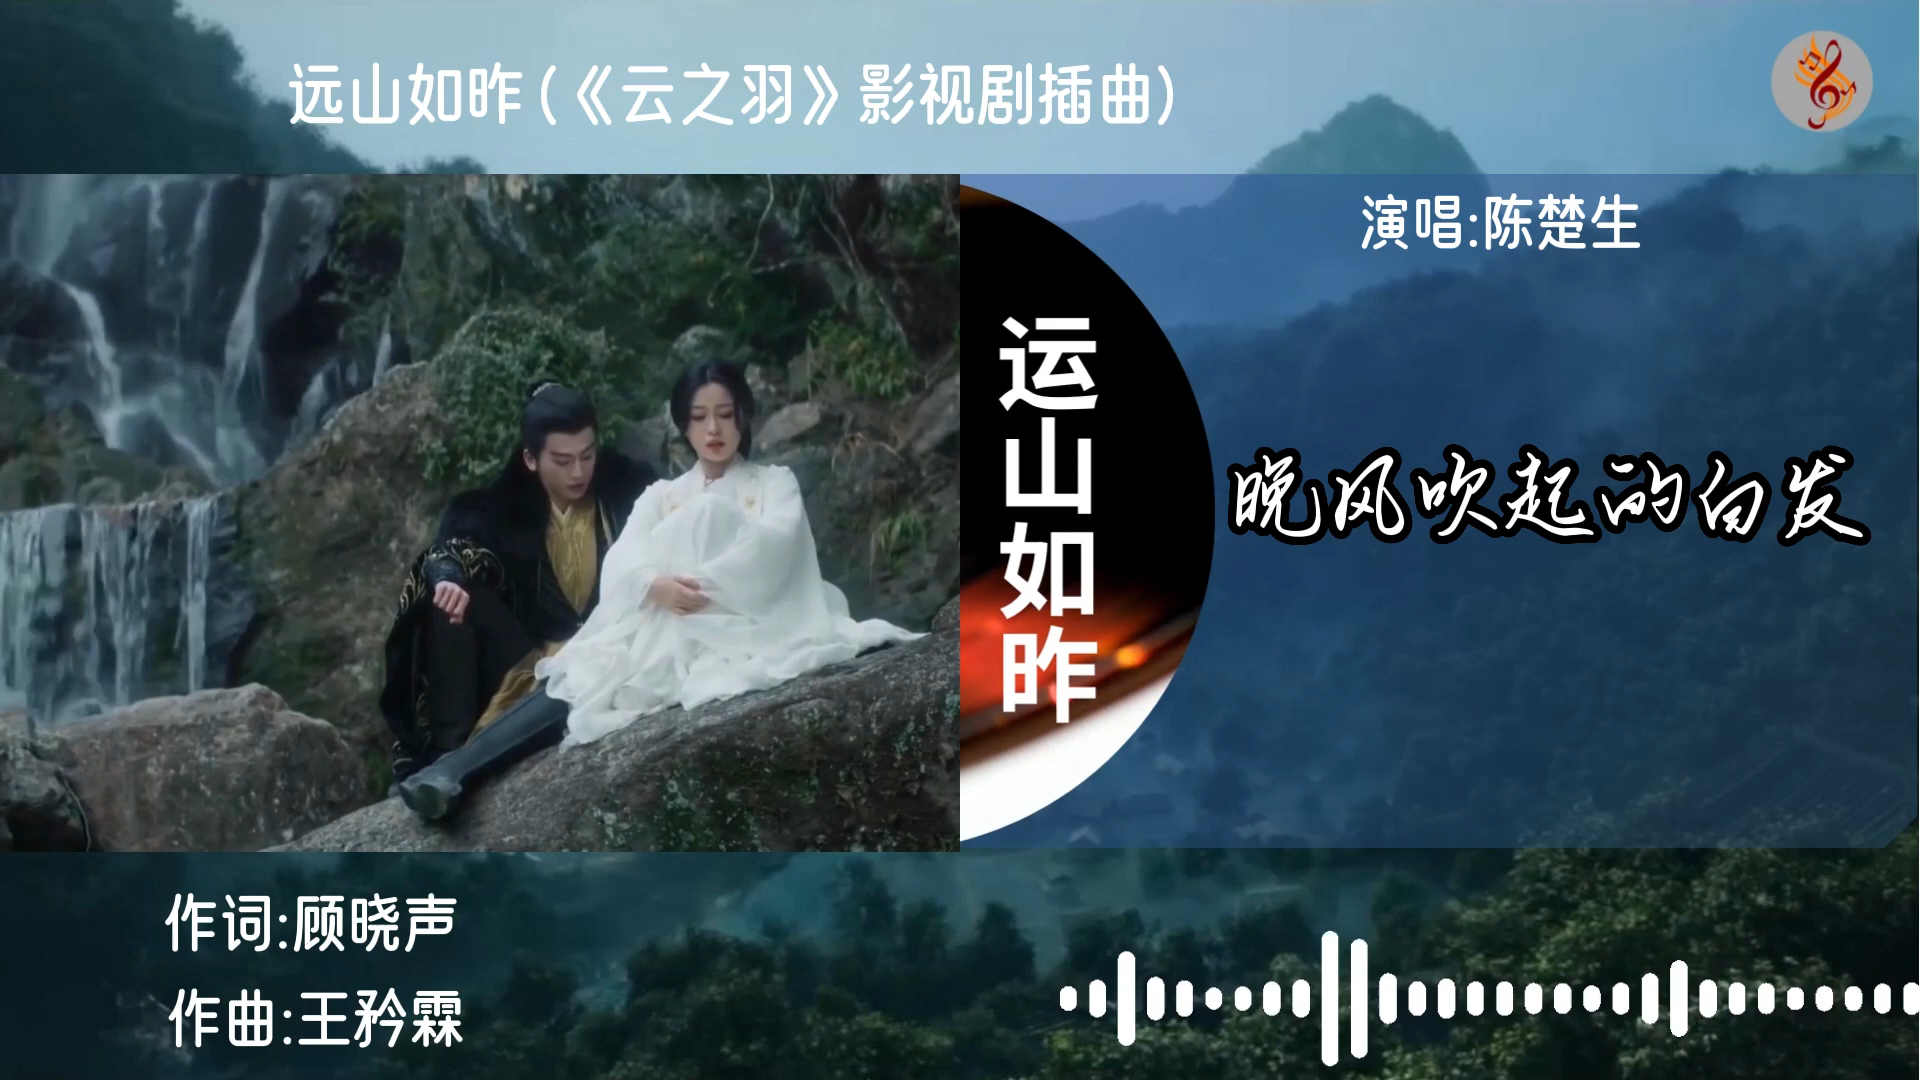 远山如昨(《云之羽》影视剧插曲)
演唱:陈楚生
运山如昨
晚风吹起的白发
作词:顾晓声
作曲:王矜霖